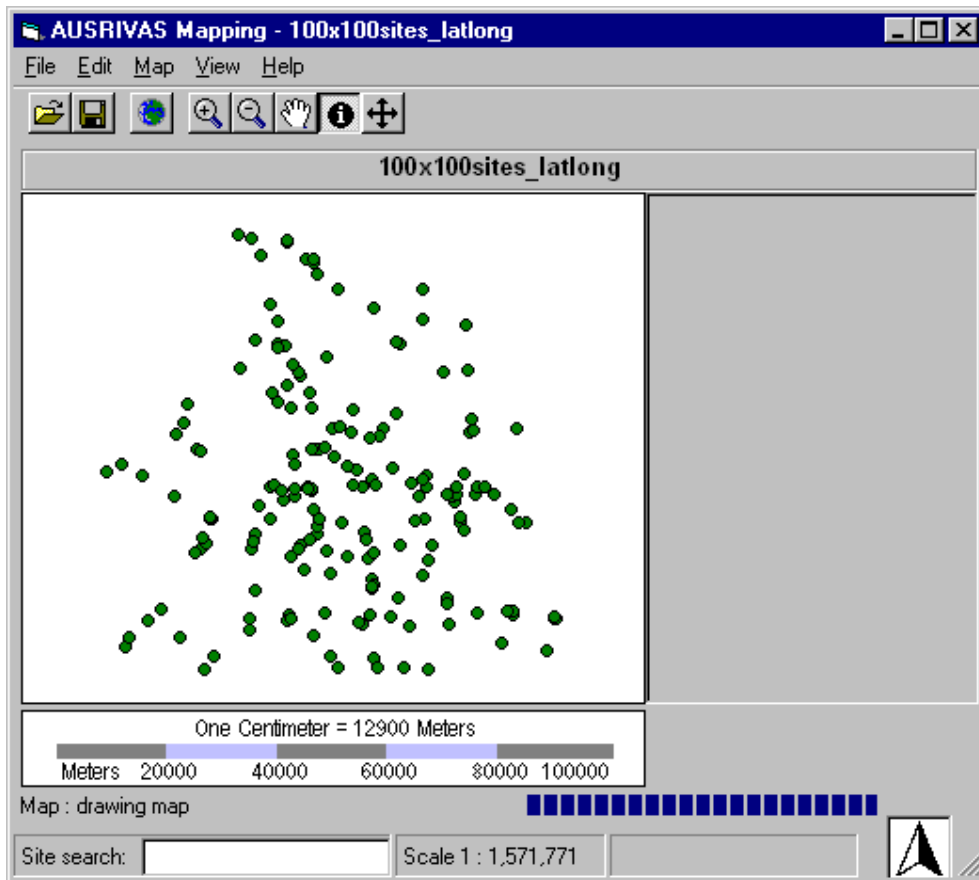 AUSRIVAS Mapping - 100x100sites_latlong
File Edit Map View Help
100x100sites_latlong
One Centimeter = 12900 Meters
Meters 20000 40000 60000 80000 100000
Map : drawing map
Site search: Scale 1 : 1,571,771